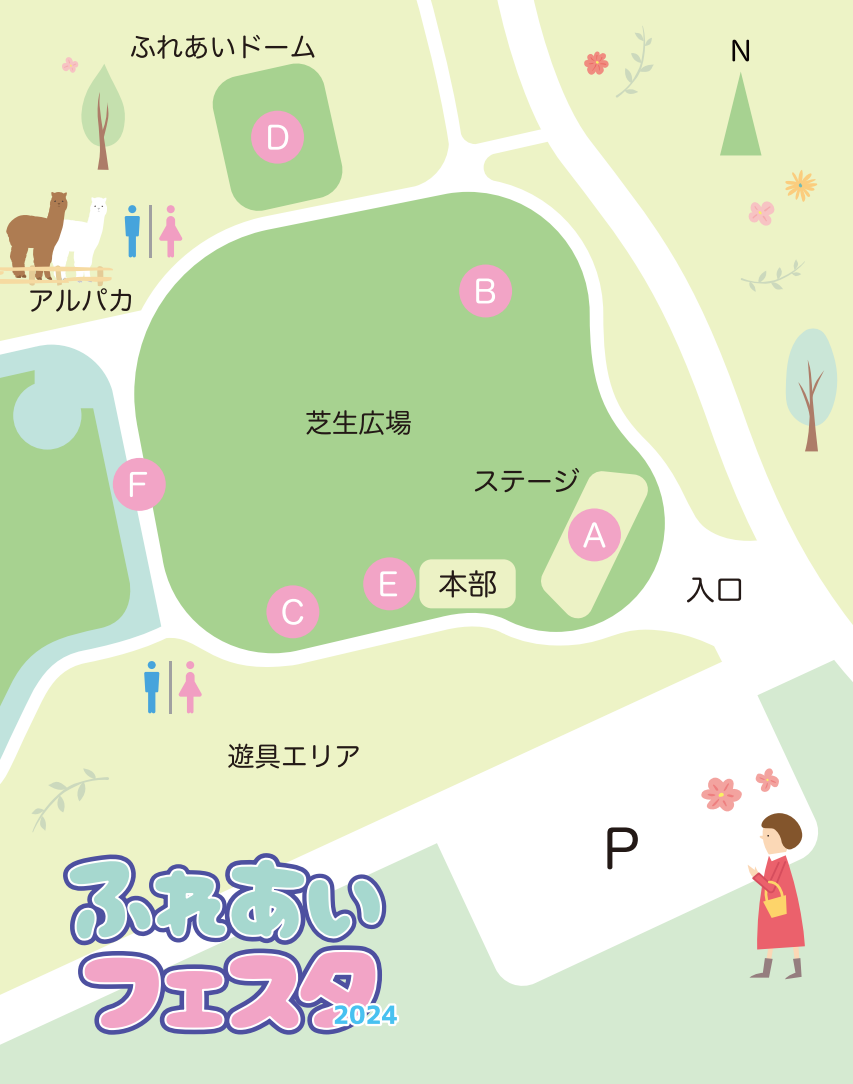 ふれあいドーム
N
D
アルパカ
B
芝生広場
ステージ
F
A
E
本部
C
入口
遊具エリア
P
ふれあい
フェスタ
2024